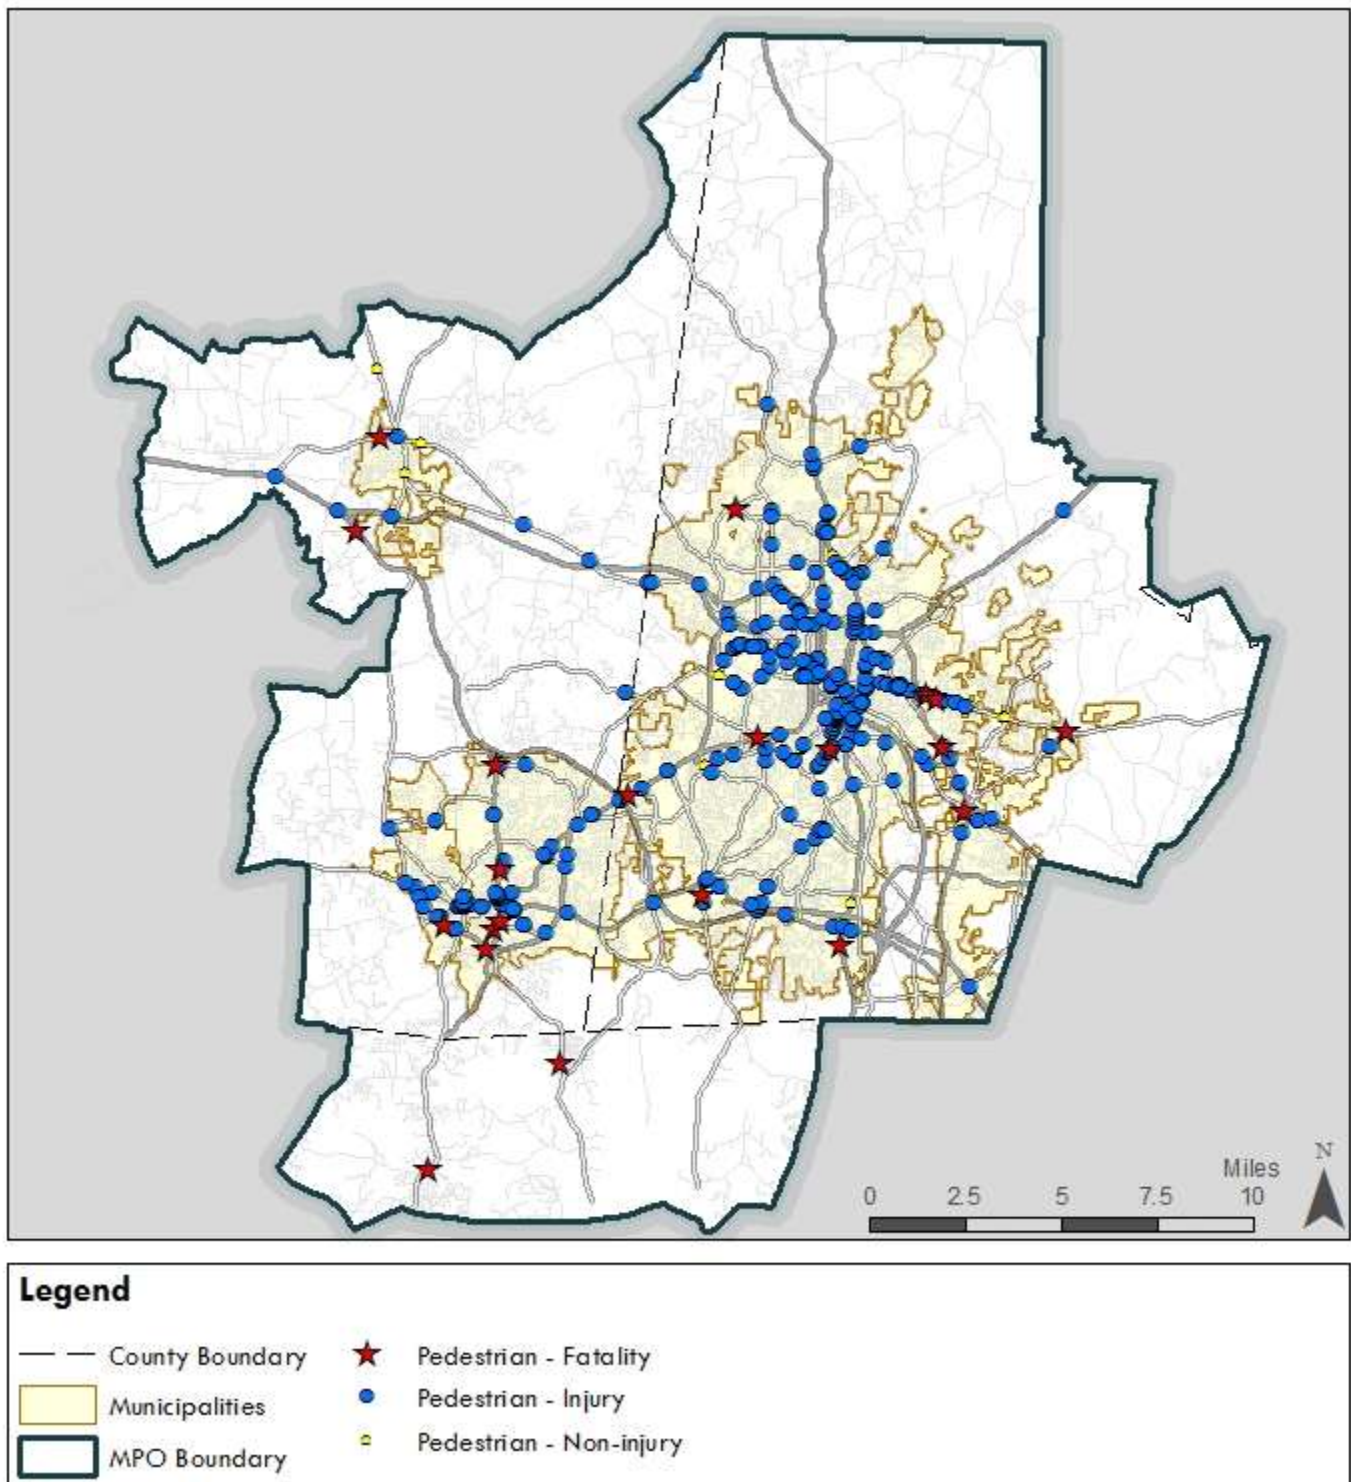 N
Miles
0 2.5 5 7.5 10
Legend
County Boundary
Pedestrian - Fatality
Municipalities
Pedestrian - Injury
MPO Boundary
Pedestrian - Non-injury